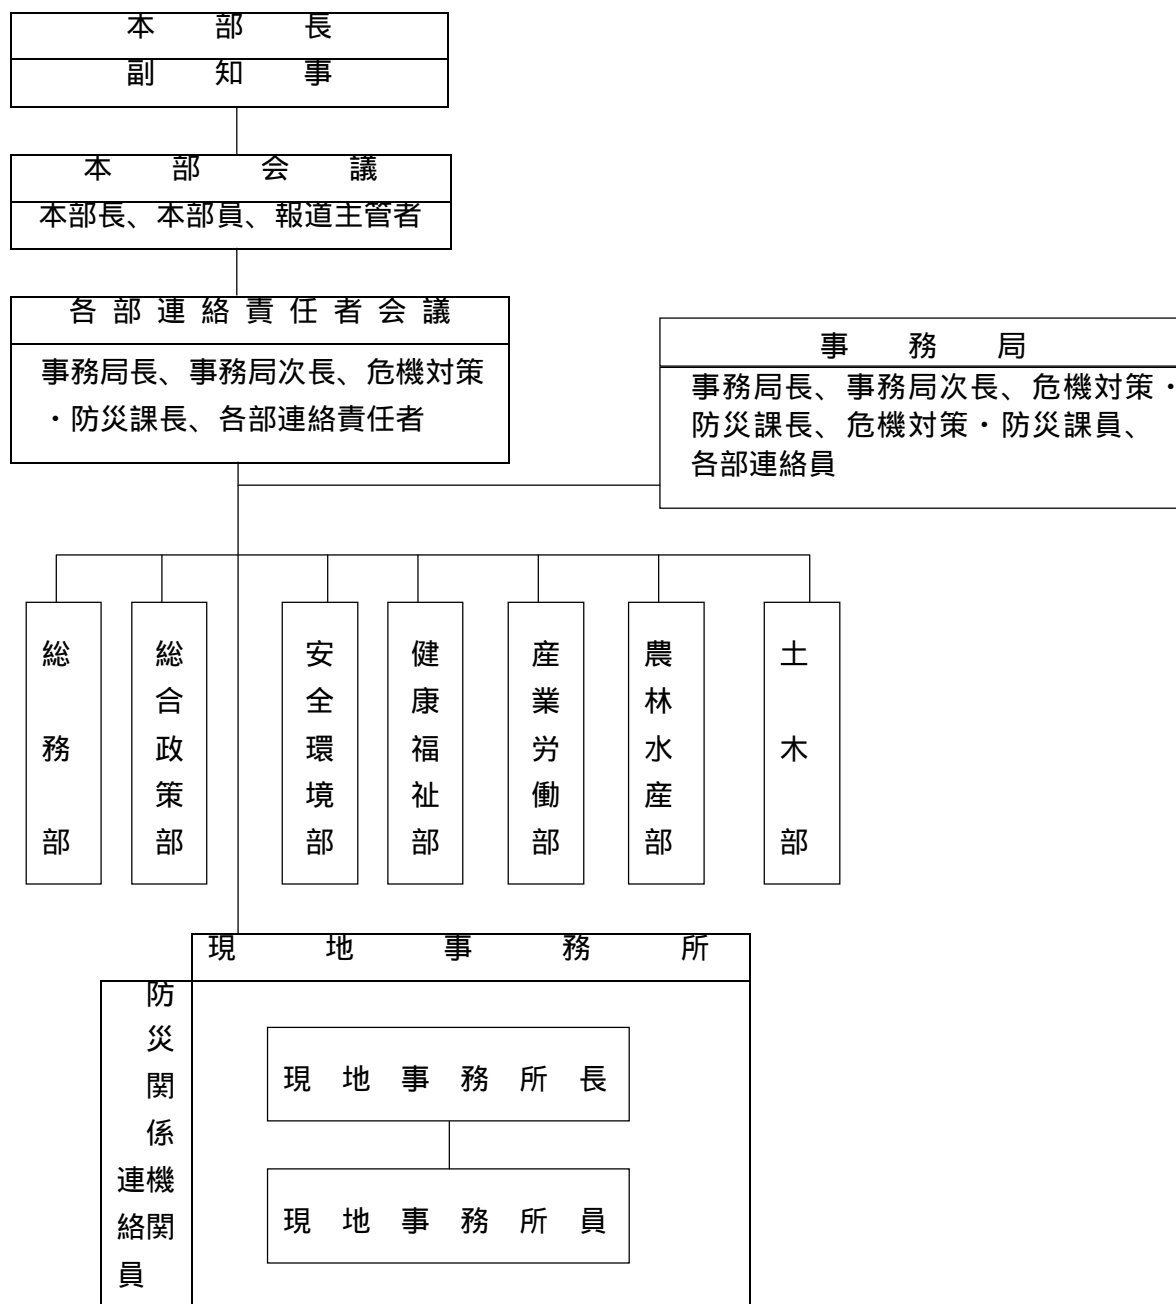 本部長
副知事
本部会議
本部長、本部員、報道主管者
各部連絡責任者会議
事務局長、事務局次長、危機対策
・防災課長、各部連絡責任者
事務局
事務局長、事務局次長、危機対策・
防災課長、危機対策・防災課員、
各部連絡員
総務部
総合政策部
安全環境部
健康福祉部
産業労働部
農林水産部
土木部
現地事務所
防災関係機関
連絡員
現地事務所長
現地事務所員